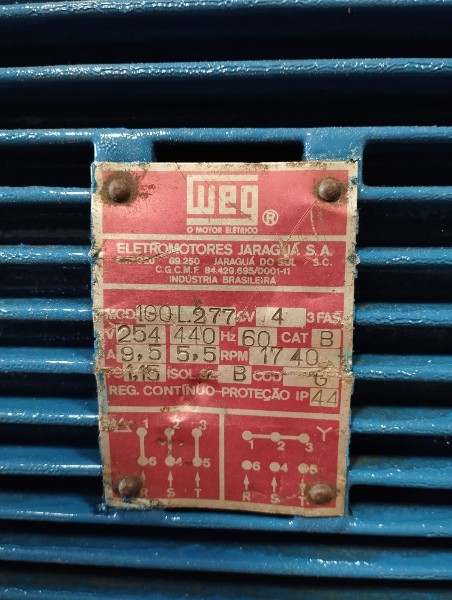 WEG ®
O MOTOR ELÉTRICO
ELETROMOTORES JARAGUÁ S.A.
89.250 JARAGUÁ DO SUL S.C.
C.G.C.M.F. 84.429.695/0001-11
INDÚSTRIA BRASILEIRA
MOD. 100L.277 CV 4 3 FAS.
V 254 440 Hz 60 CAT B
A 9,5 5,5 RPM 1740
1,15 ISOL. B COD G
REG. CONTÍNUO-PROTEÇÃO IP 44
1 2 3 2 3 Y
6 4 5 6 4 5
R S T R S T